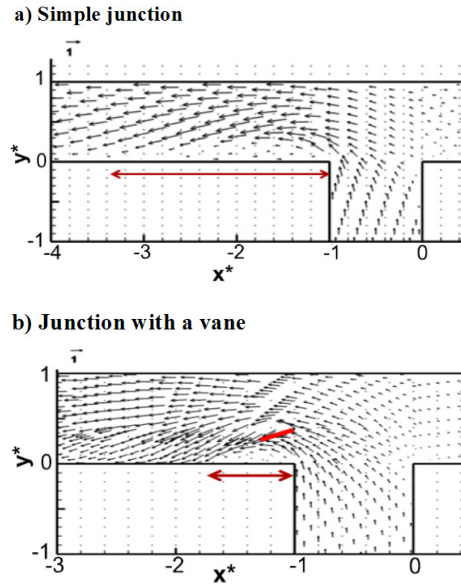 a) Simple junction
1
1
y*
0
-1
-4 -3 -2 -1 0
x*
b) Junction with a vane
1
1
y*
0
-1
-3 -2 -1 0
x*